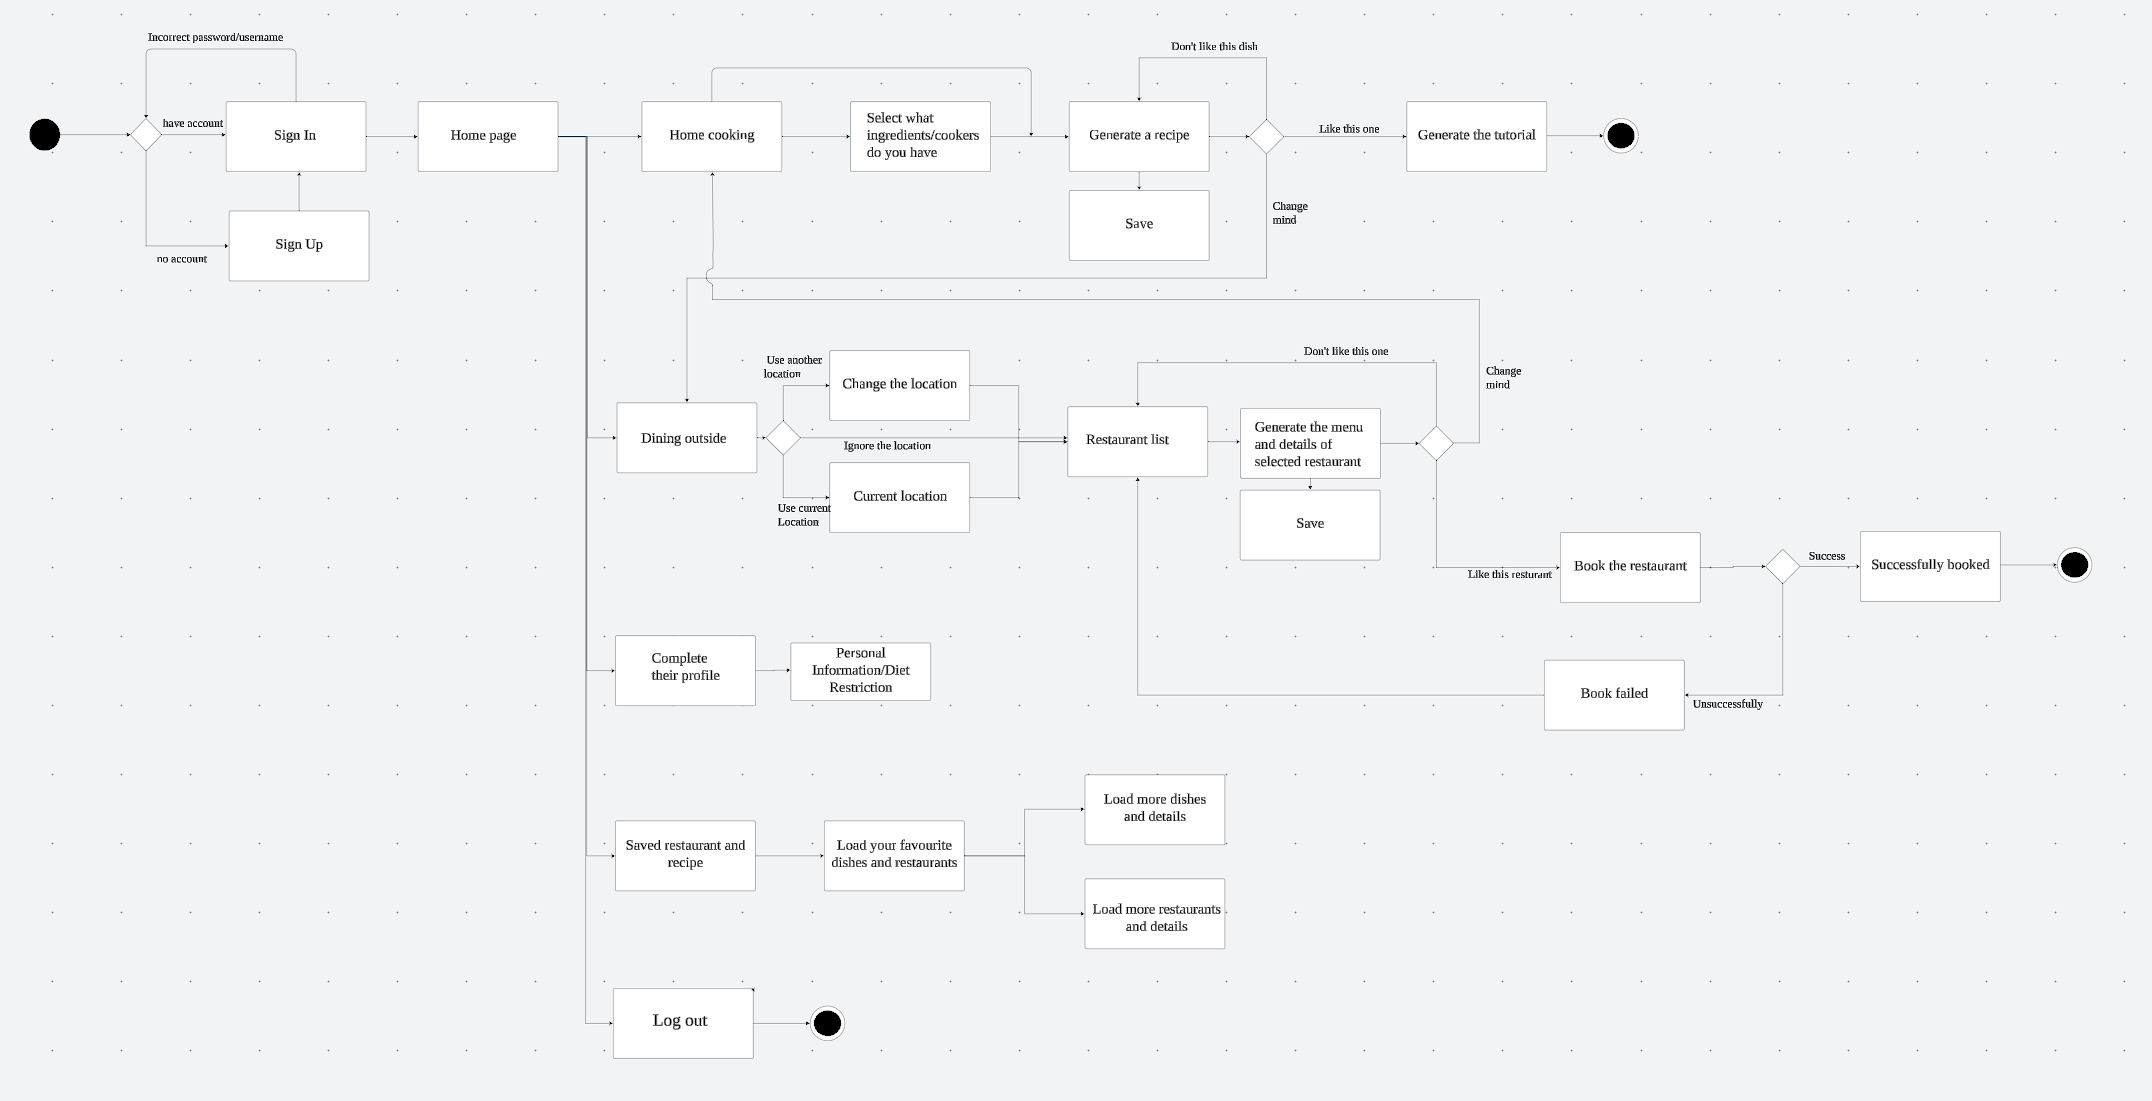 Incorrect password/username
have account
Sign In
Sign Up
no account
Home page
Home cooking
Select what
ingredients/cookers
do you have
Generate a recipe
Save
Don't like this dish
Like this one
Change
mind
Generate the tutorial
Dining outside
Use another
location
Change the location
Ignore the location
Use current
Location
Current location
Restaurant list
Don't like this one
Generate the menu
and details of
selected restaurant
Save
Change
mind
Like this resturant
Book the restaurant
Success
Successfully booked
Unsuccessfully
Book failed
Complete
their profile
Personal
Information/Diet
Restriction
Saved restaurant and
recipe
Load your favourite
dishes and restaurants
Load more dishes
and details
Load more restaurants
and details
Log out